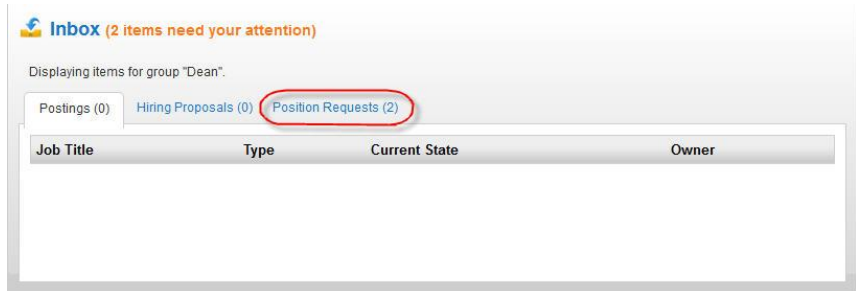 Inbox (2 items need your attention)
Displaying items for group "Dean".
Postings (0) Hiring Proposals (0) Position Requests (2)
Job Title Type Current State Owner